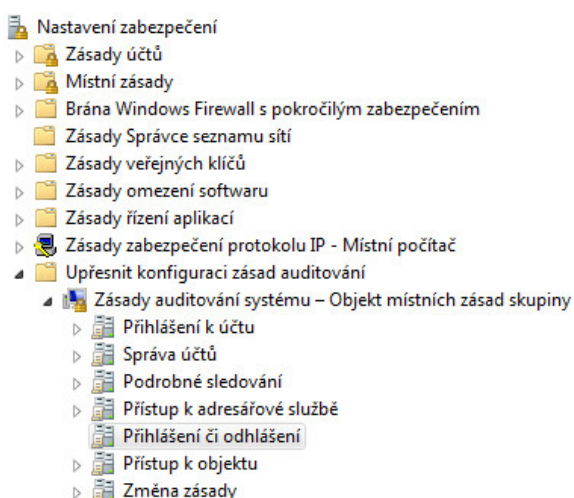 Nastavení zabezpečení
Zásady účtů
Místní zásady
Brána Windows Firewall s pokročilým zabezpečením
Zásady Správce seznamu sítí
Zásady veřejných klíčů
Zásady omezení softwaru
Zásady řízení aplikací
Zásady zabezpečení protokolu IP - Místní počítač
Upřesnit konfiguraci zásad auditování
Zásady auditování systému – Objekt místních zásad skupiny
Přihlášení k účtu
Správa účtů
Podrobné sledování
Přístup k adresářové službě
Přihlášení či odhlášení
Přístup k objektu
Změna zásady